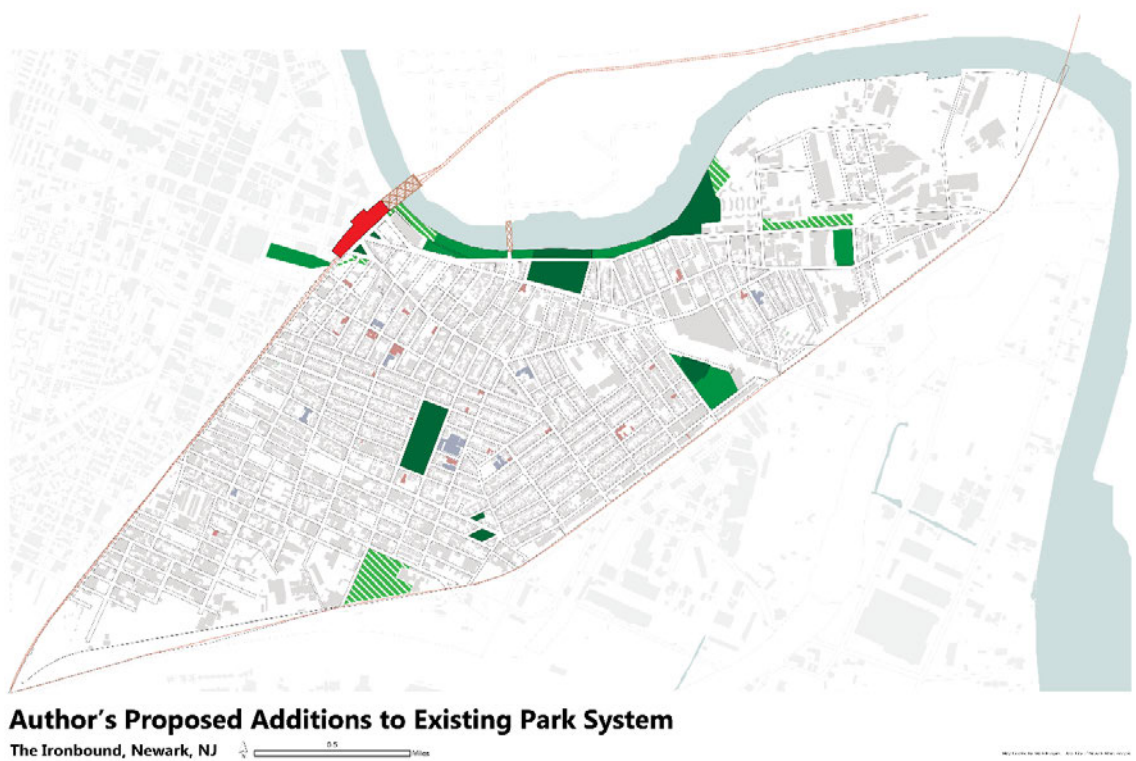 Author's Proposed Additions to Existing Park System
The Ironbound, Newark, NJ
0.5
Miles